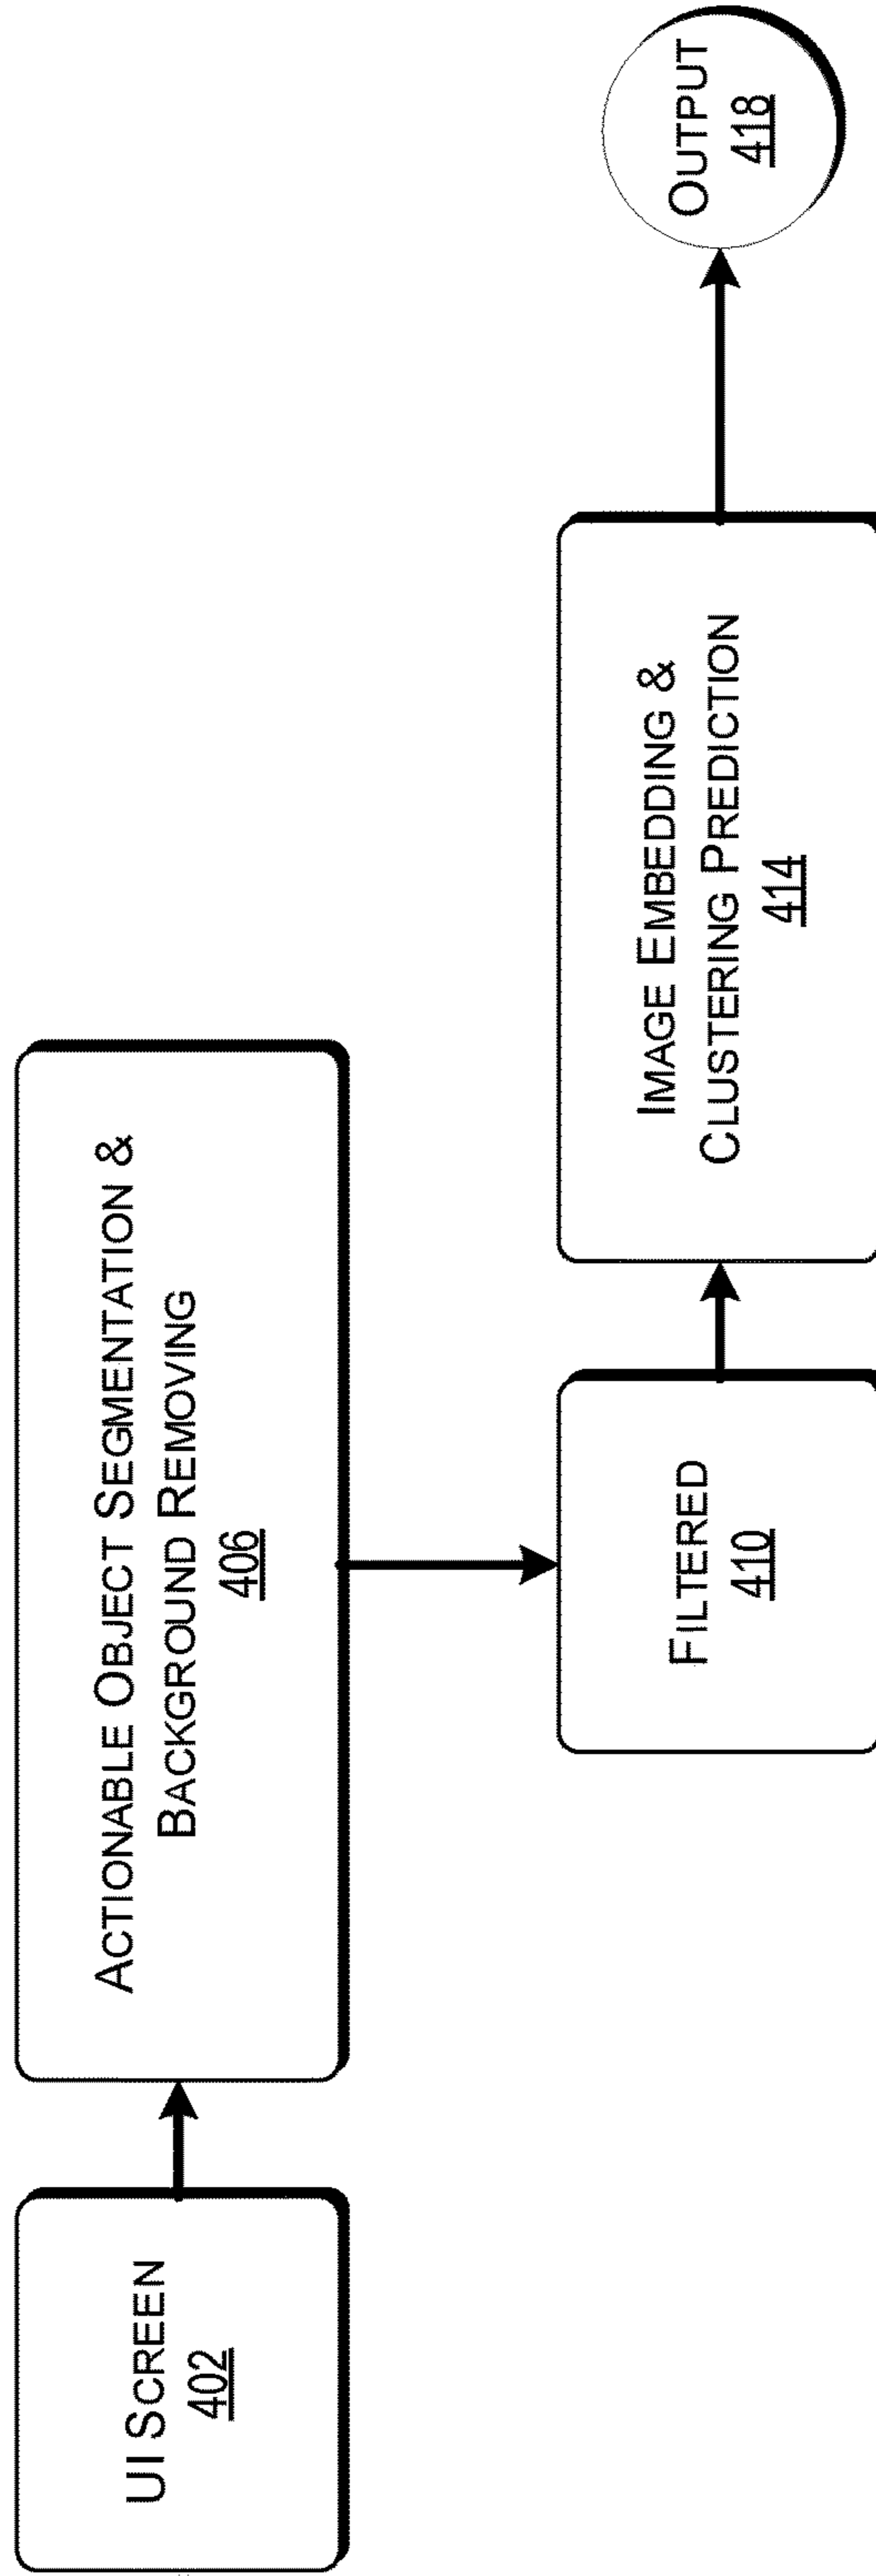 UI SCREEN
402
ACTIONABLE OBJECT SEGMENTATION &
BACKGROUND REMOVING
406
FILTERED
410
IMAGE EMBEDDING &
CLUSTERING PREDICTION
414
OUTPUT
418